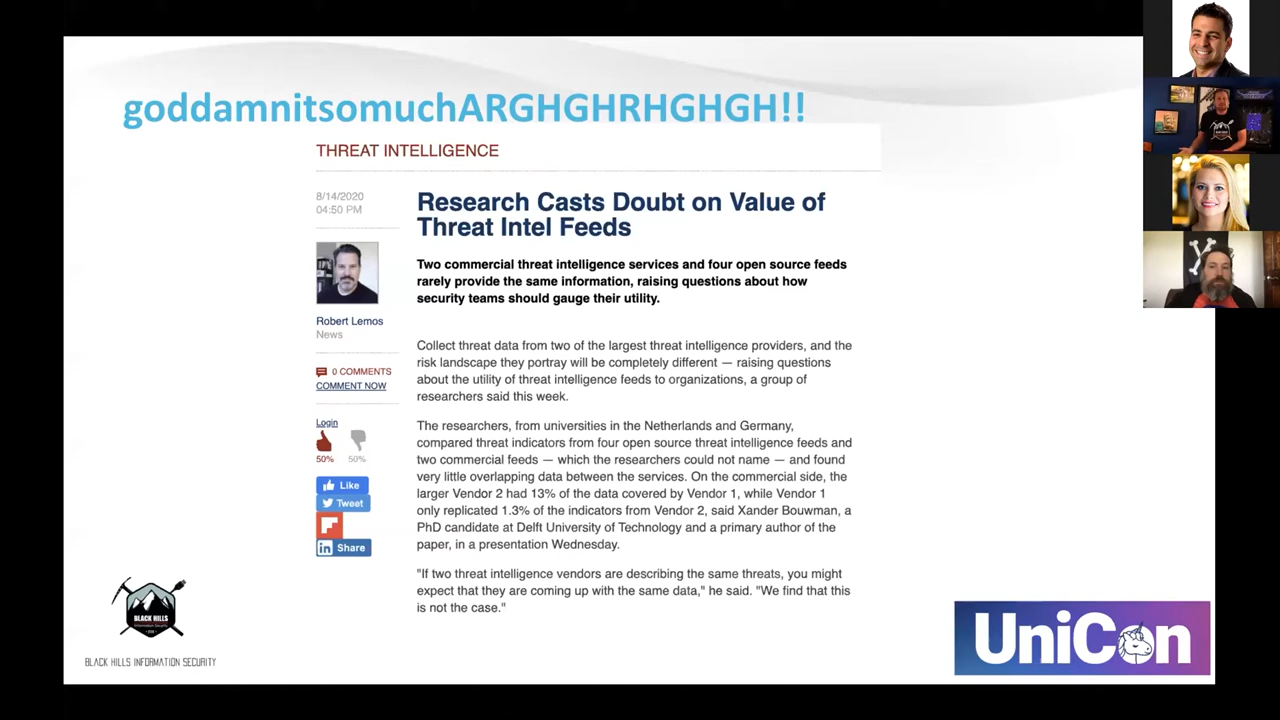 goddamnitsomuchARGHGHRHGHGH!!
THREAT INTELLIGENCE
8/14/2020
04:50 PM
Robert Lemos
News
0 COMMENTS
COMMENT NOW
Login
50% 50%
Like
Tweet
Share
Research Casts Doubt on Value of
Threat Intel Feeds
Two commercial threat intelligence services and four open source feeds
rarely provide the same information, raising questions about how
security teams should gauge their utility.
Collect threat data from two of the largest threat intelligence providers, and the
risk landscape they portray will be completely different — raising questions
about the utility of threat intelligence feeds to organizations, a group of
researchers said this week.
The researchers, from universities in the Netherlands and Germany,
compared threat indicators from four open source threat intelligence feeds and
two commercial feeds — which the researchers could not name — and found
very little overlapping data between the services. On the commercial side, the
larger Vendor 2 had 13% of the data covered by Vendor 1, while Vendor 1
only replicated 1.3% of the indicators from Vendor 2, said Xander Bouwman, a
PhD candidate at Delft University of Technology and a primary author of the
paper, in a presentation Wednesday.
"If two threat intelligence vendors are describing the same threats, you might
expect that they are coming up with the same data," he said. "We find that this
is not the case."
BLACK HILLS
Information Security
BLACK HILLS INFORMATION SECURITY
UniCon